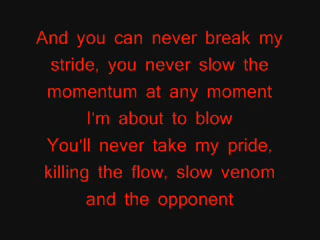 And you can never break my
stride, you never slow the
momentum at any moment
I'm about to blow
You'll never take my pride,
killing the flow, slow venom
and the opponent